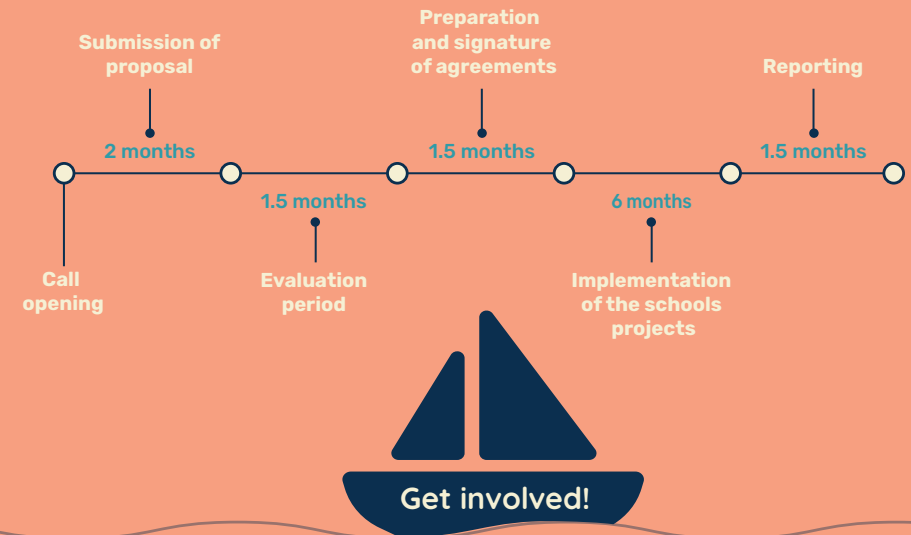 Submission of
proposal
Preparation
and signature
of agreements
Reporting
2 months
1.5 months
1.5 months
1.5 months
6 months
Call
opening
Evaluation
period
Implementation
of the schools
projects
Get involved!